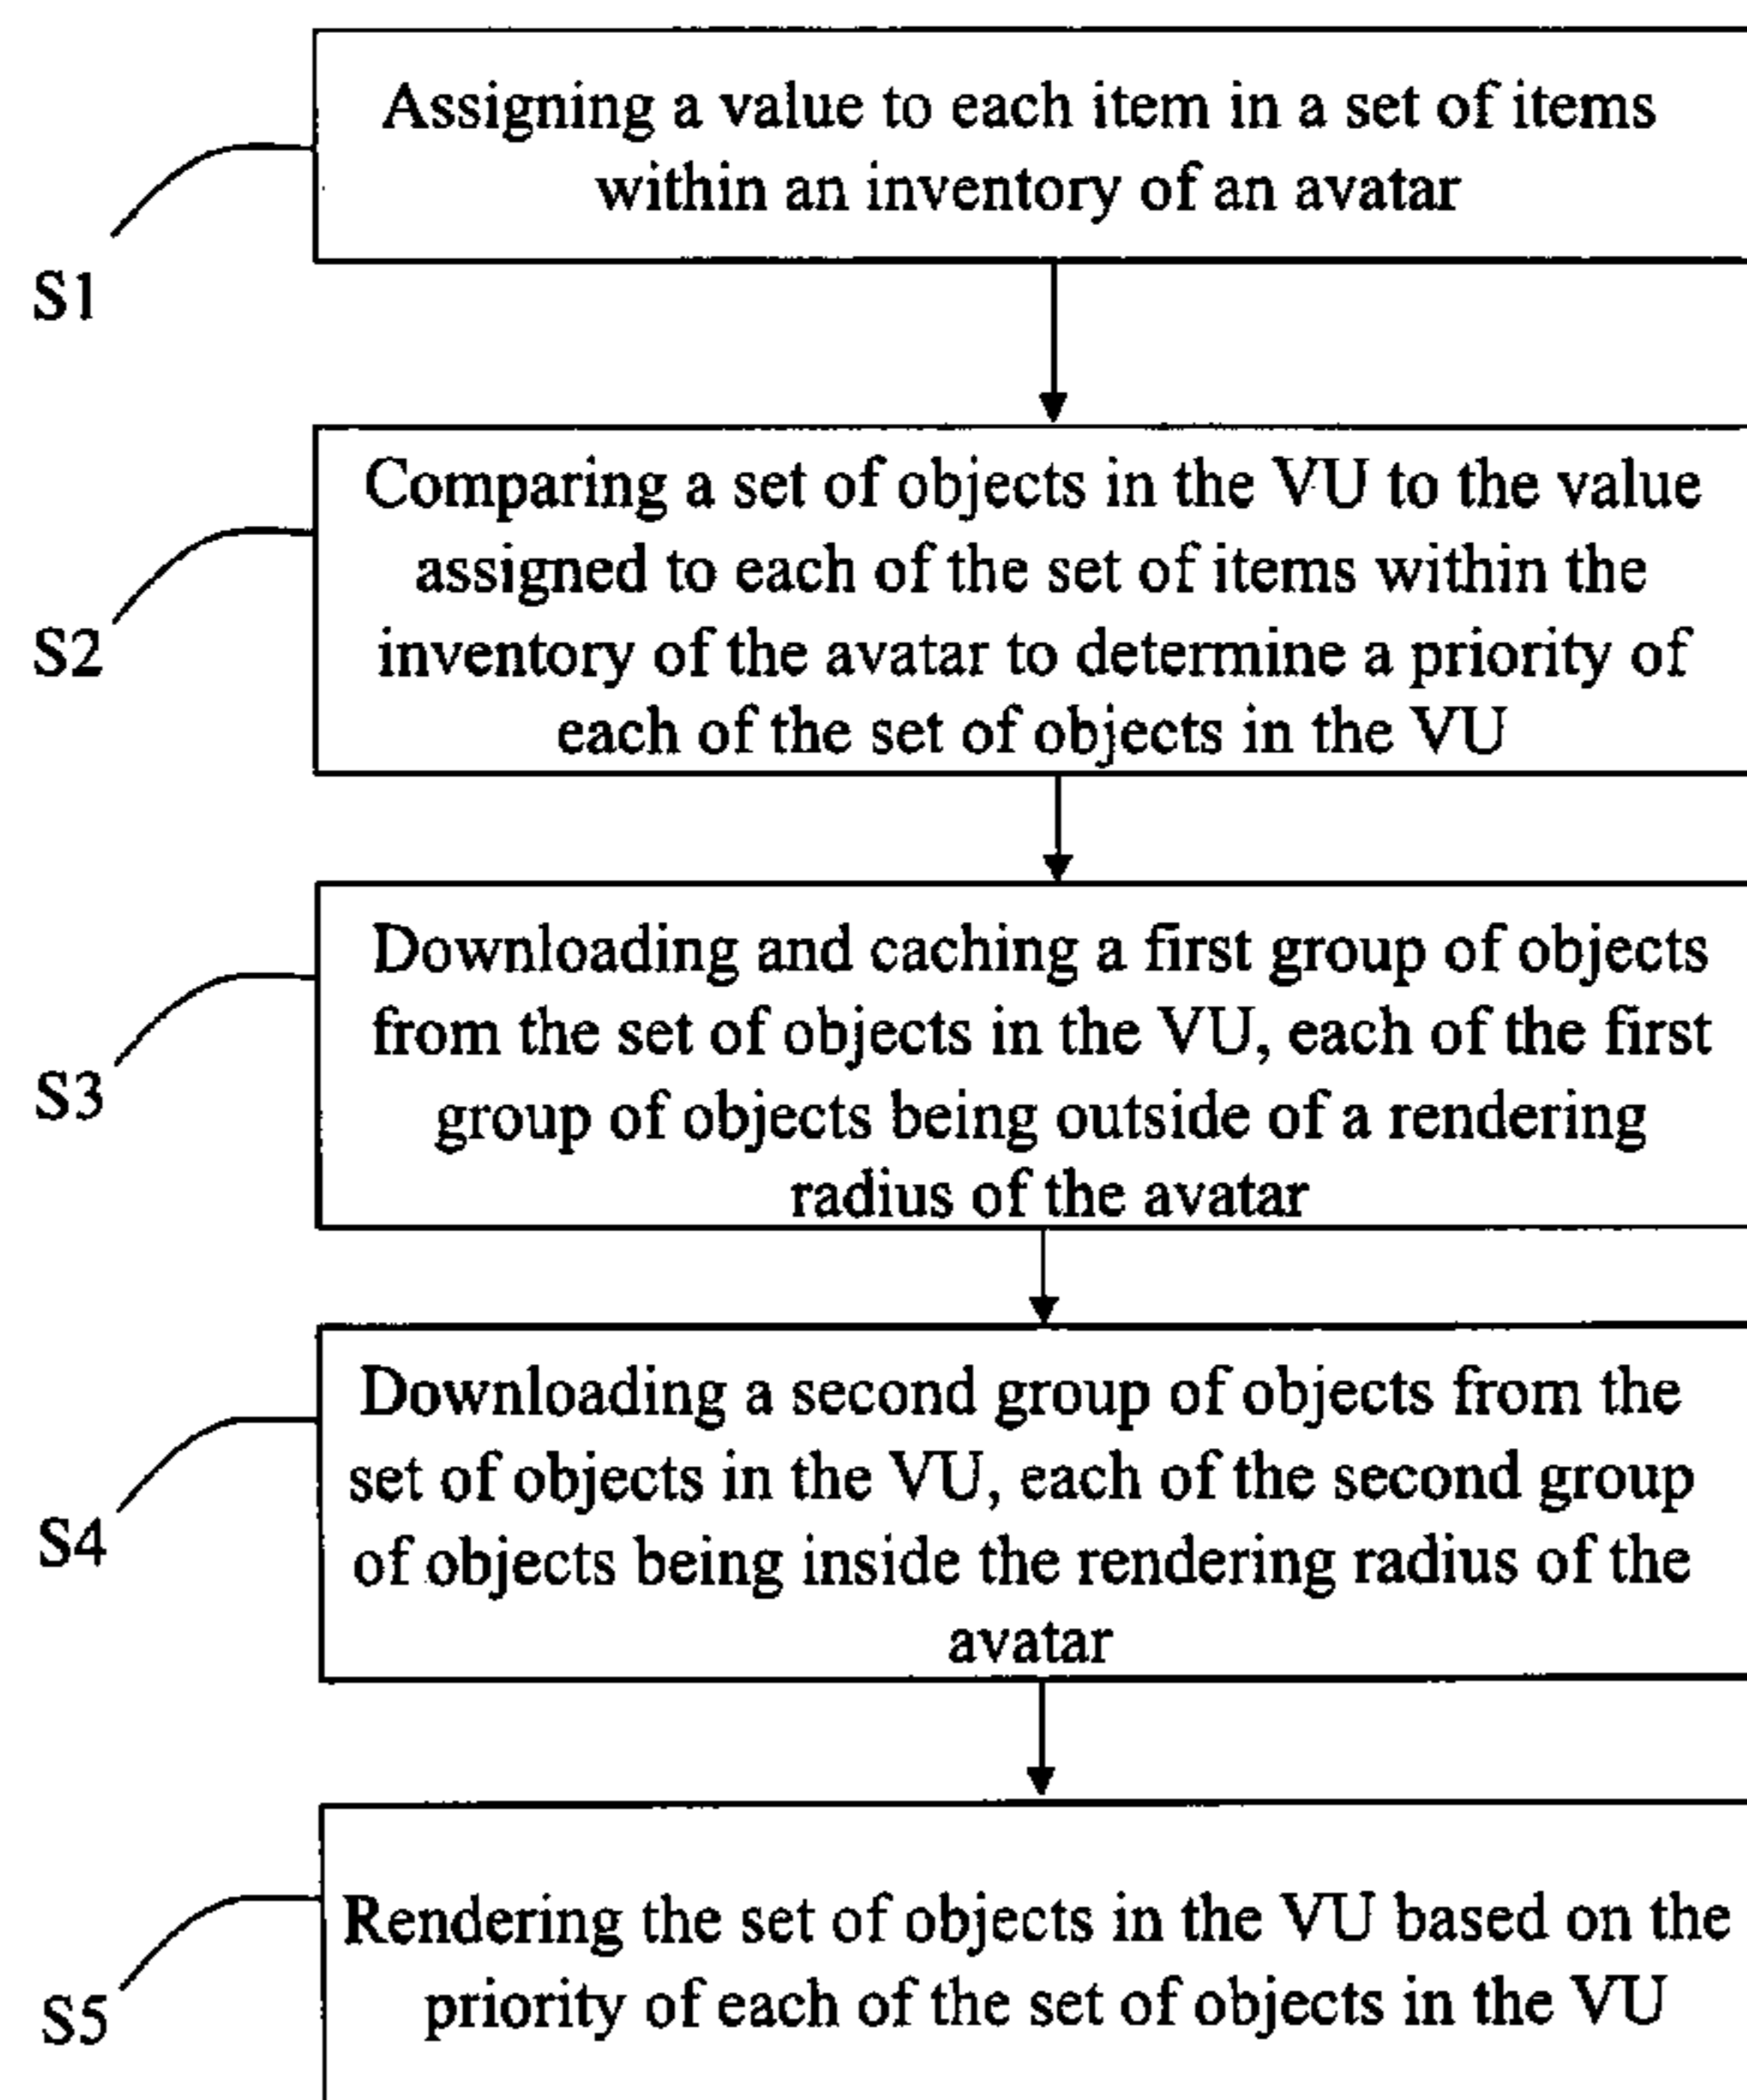 Assigning a value to each item in a set of items
within an inventory of an avatar
S1
Comparing a set of objects in the VU to the value
assigned to each of the set of items within the
inventory of the avatar to determine a priority of
each of the set of objects in the VU
S2
Downloading and caching a first group of objects
from the set of objects in the VU, each of the first
group of objects being outside of a rendering
radius of the avatar
S3
Downloading a second group of objects from the
set of objects in the VU, each of the second group
of objects being inside the rendering radius of the
avatar
S4
Rendering the set of objects in the VU based on the
priority of each of the set of objects in the VU
S5